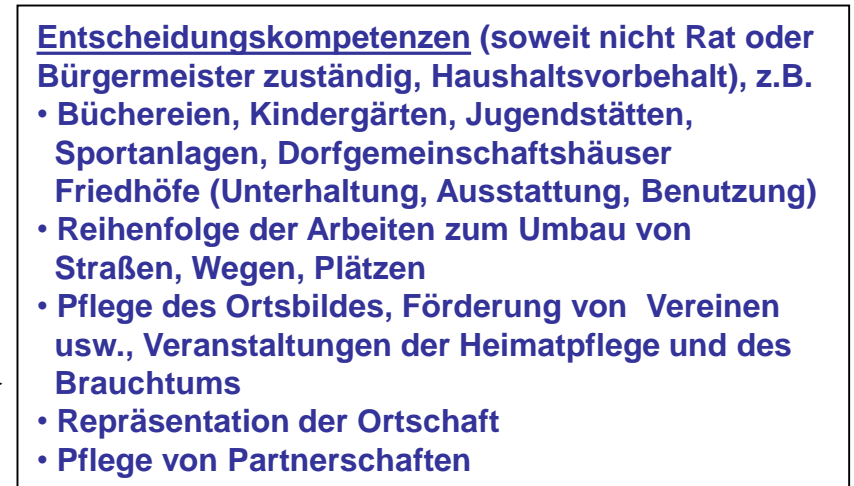 Entscheidungskompetenzen (soweit nicht Rat oder
Bürgermeister zuständig, Haushaltsvorbehalt), z.B.
• Büchereien, Kindergärten, Jugendstätten,
Sportanlagen, Dorfgemeinschaftshäuser
Friedhöfe (Unterhaltung, Ausstattung, Benutzung)
• Reihenfolge der Arbeiten zum Umbau von
Straßen, Wegen, Plätzen
• Pflege des Ortsbildes, Förderung von Vereinen
usw., Veranstaltungen der Heimatpflege und des
Brauchtums
• Repräsentation der Ortschaft
• Pflege von Partnerschaften